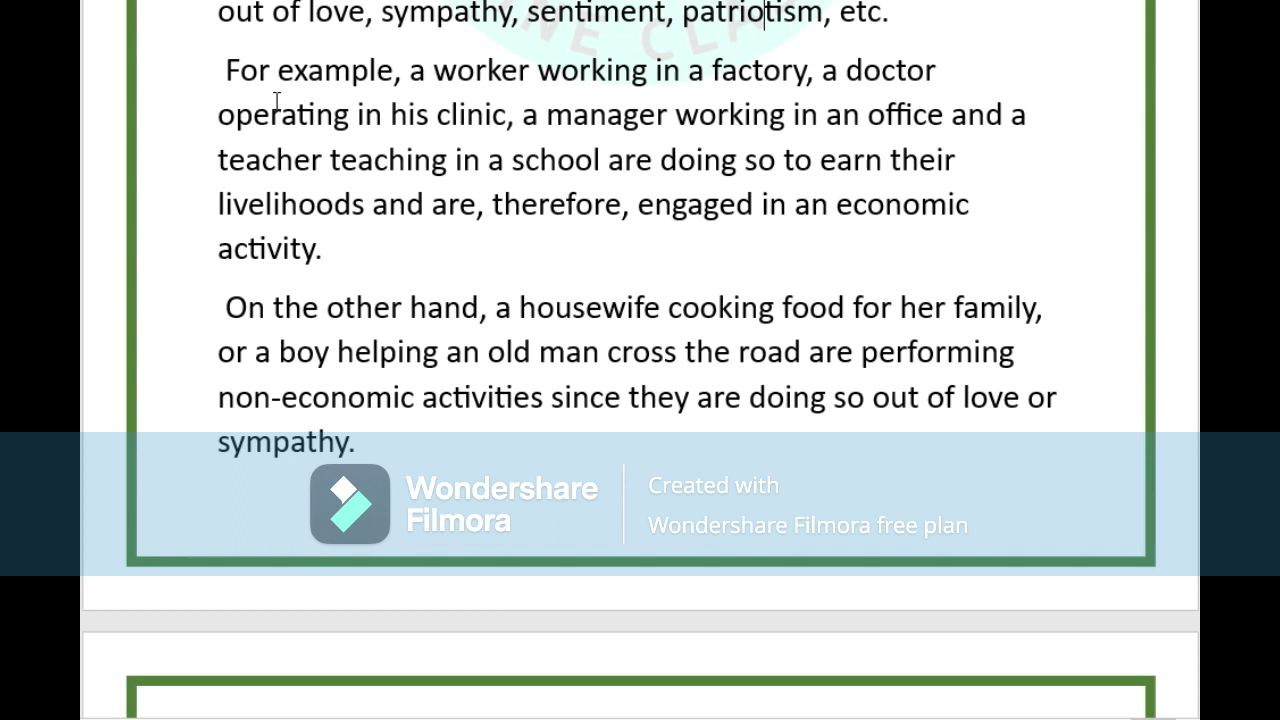 out of love, sympathy, sentiment, patriotism, etc.
For example, a worker working in a factory, a doctor
operating in his clinic, a manager working in an office and a
teacher teaching in a school are doing so to earn their
livelihoods and are, therefore, engaged in an economic
activity.
On the other hand, a housewife cooking food for her family,
or a boy helping an old man cross the road are performing
non-economic activities since they are doing so out of love or
sympathy.
Wondershare
Filmora
Created with
Wondershare Filmora free plan